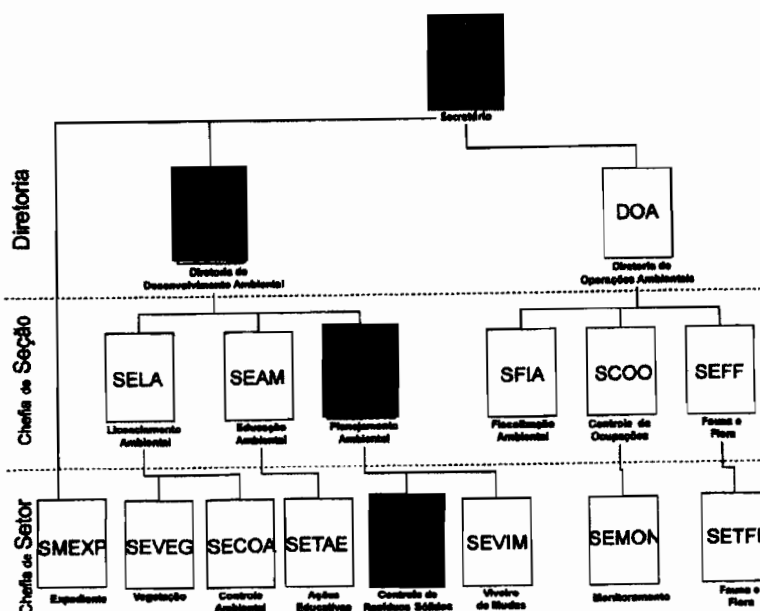 Secretário
Diretoria
DOA
Diretoria de
Desenvolvimento Ambiental
Diretoria de
Operações Ambientais
Chefia de Seção
SELA
SEAM
SFIA
SCOO
SEFF
Licenciamento
Ambiental
Educação
Ambiental
Planejamento
Ambiental
Fiscalização
Ambiental
Controle de
Ocupações
Fauna e
Flora
Chefia de Setor
SMEXP
SEVEG
SECOA
SETAE
SEVIM
SEMON
SETFF
Expediente
Vegetação
Controle
Ambiental
Ações
Educativas
Controle de
Resíduos Sólidos
Viveiro
de Mudas
Monitoramento
Fauna e
Flora